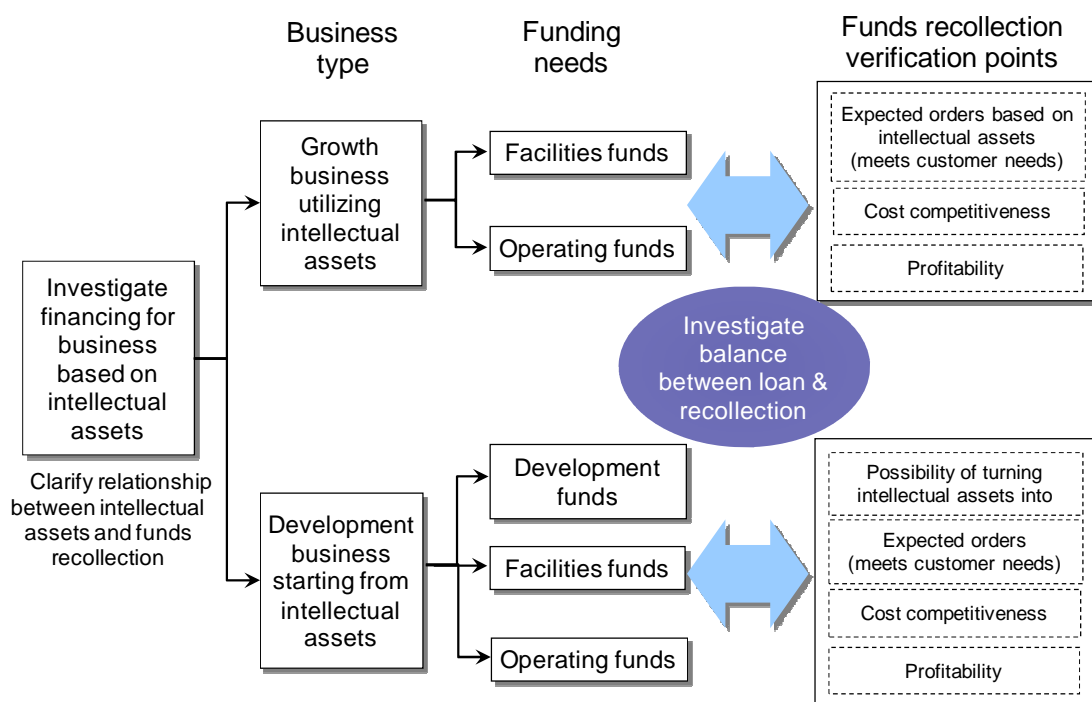 Business
type
Funding
needs
Funds recollection
verification points
Investigate
financing for
business
based on
intellectual
assets
Clarify relationship
between intellectual
assets and funds
recollection
Growth
business
utilizing
intellectual
assets
Facilities funds
Operating funds
Expected orders based on
intellectual assets
(meets customer needs)
Cost competitiveness
Profitability
Investigate
balance
between loan &
recollection
Development
business
starting from
intellectual
assets
Development
funds
Facilities funds
Operating funds
Possibility of turning
intellectual assets into
Expected orders
(meets customer needs)
Cost competitiveness
Profitability